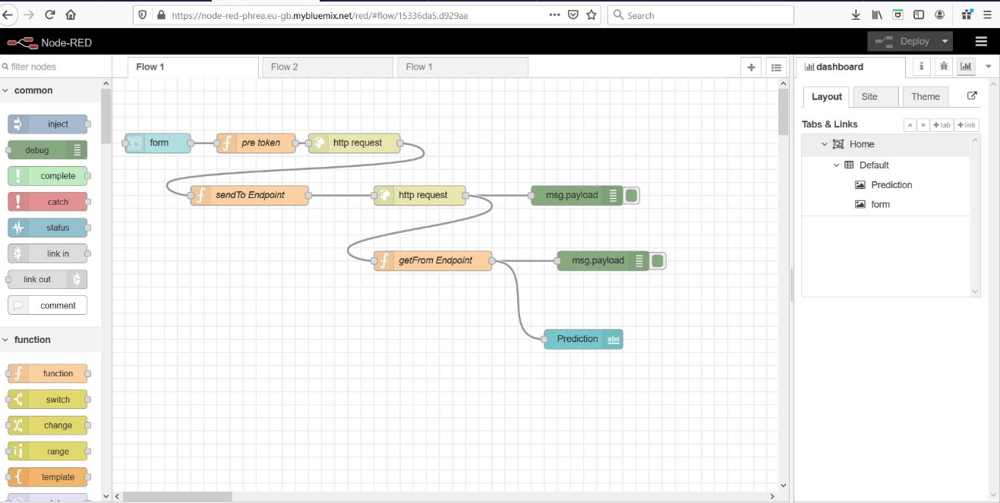 https://node-red-phrea.eu-gb.mybluemix.net/red/#flow/15336da5.d929aa
Search
Node-RED
Deploy
filter nodes
Flow 1
Flow 2
Flow 1
dashboard
common
Layout
Site
Theme
inject
debug
complete
catch
status
link in
link out
comment
function
function
switch
change
range
template
form
pre token
http request
sendTo Endpoint
http request
msg.payload
getFrom Endpoint
msg.payload
Prediction
abc
Tabs & Links
+tab
+link
Home
Default
Prediction
form